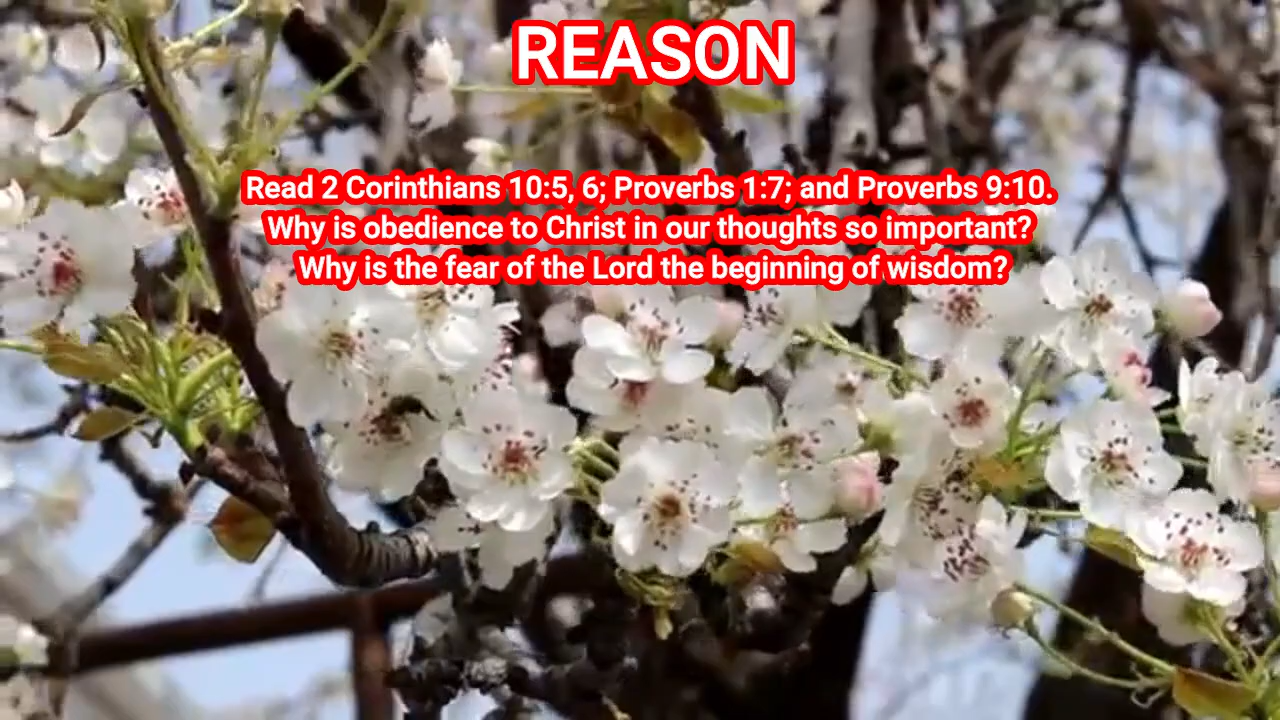 REASON
Read 2 Corinthians 10:5, 6; Proverbs 1:7; and Proverbs 9:10.
Why is obedience to Christ in our thoughts so important?
Why is the fear of the Lord the beginning of wisdom?